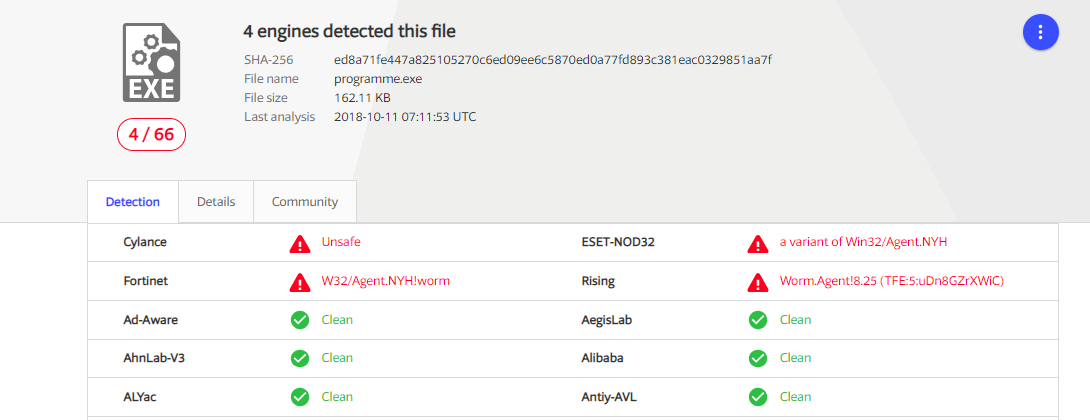 4 engines detected this file
SHA-256 ed8a71fe447a825105270c6ed09ee6c5870ed0a77fd893c381eac0329851aa7f
File name programme.exe
File size 162.11 KB
Last analysis 2018-10-11 07:11:53 UTC
EXE
4 / 66
Detection Details Community
Cylance Unsafe ESET-NOD32 a variant of Win32/Agent.NYH
Fortinet W32/Agent.NYH!worm Rising Worm.Agent!8.25 (TFE:5:uDn8GZrXWiC)
Ad-Aware Clean AegisLab Clean
AhnLab-V3 Clean Alibaba Clean
ALYac Clean Antiy-AVL Clean